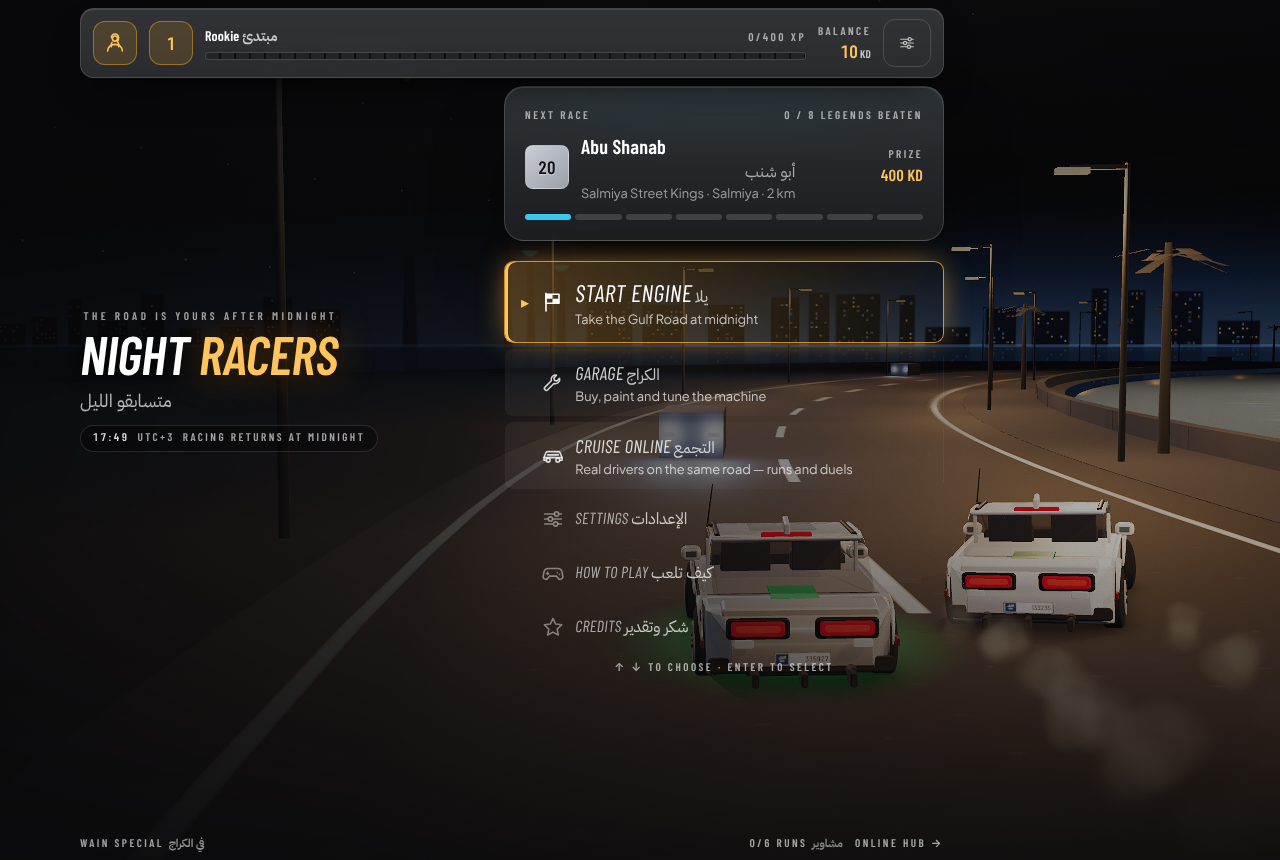 1
Rookie مبتدئ
0/400 XP
BALANCE
10 KD
NEXT RACE
0 / 8 LEGENDS BEATEN
20
Abu Shanab
أبو شنب
Salmiya Street Kings · Salmiya · 2 km
PRIZE
400 KD
THE ROAD IS YOURS AFTER MIDNIGHT
NIGHT RACERS
متسابقو الليل
17:49 UTC+3 RACING RETURNS AT MIDNIGHT
START ENGINE يلا
Take the Gulf Road at midnight
GARAGE الكراج
Buy, paint and tune the machine
CRUISE ONLINE التجمع
Real drivers on the same road — runs and duels
SETTINGS الإعدادات
HOW TO PLAY كيف تلعب
CREDITS شكر وتقدير
↑ ↓ TO CHOOSE · ENTER TO SELECT
WAIN SPECIAL في الكراج
0/6 RUNS مشاوير
ONLINE HUB →